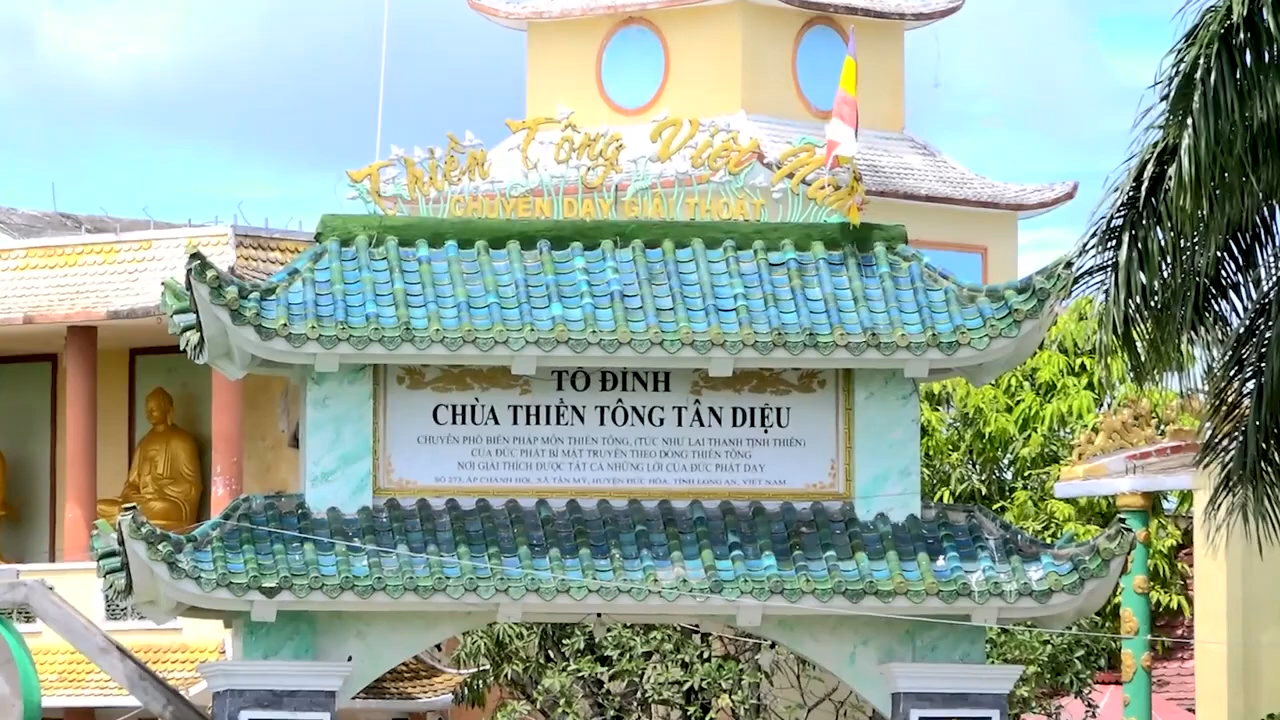 Thiền Tông Việt Nam
CHUYÊN DẠY GIẢI THOÁT
TỔ ĐÌNH
CHÙA THIỀN TÔNG TÂN DIỆU
CHUYÊN PHỔ BIẾN PHÁP MÔN THIỀN TÔNG, (TỨC NHƯ LAI THANH TỊNH THIỀN)
CỦA ĐỨC PHẬT BÍ MẬT TRUYỀN THEO DÒNG THIỀN TÔNG
NƠI GIẢI THÍCH ĐƯỢC TẤT CẢ NHỮNG LỜI CỦA ĐỨC PHẬT DẠY
SỐ 273, ẤP CHÁNH HỘI, XÃ TÂN MỸ, HUYỆN ĐỨC HÒA, TỈNH LONG AN, VIỆT NAM